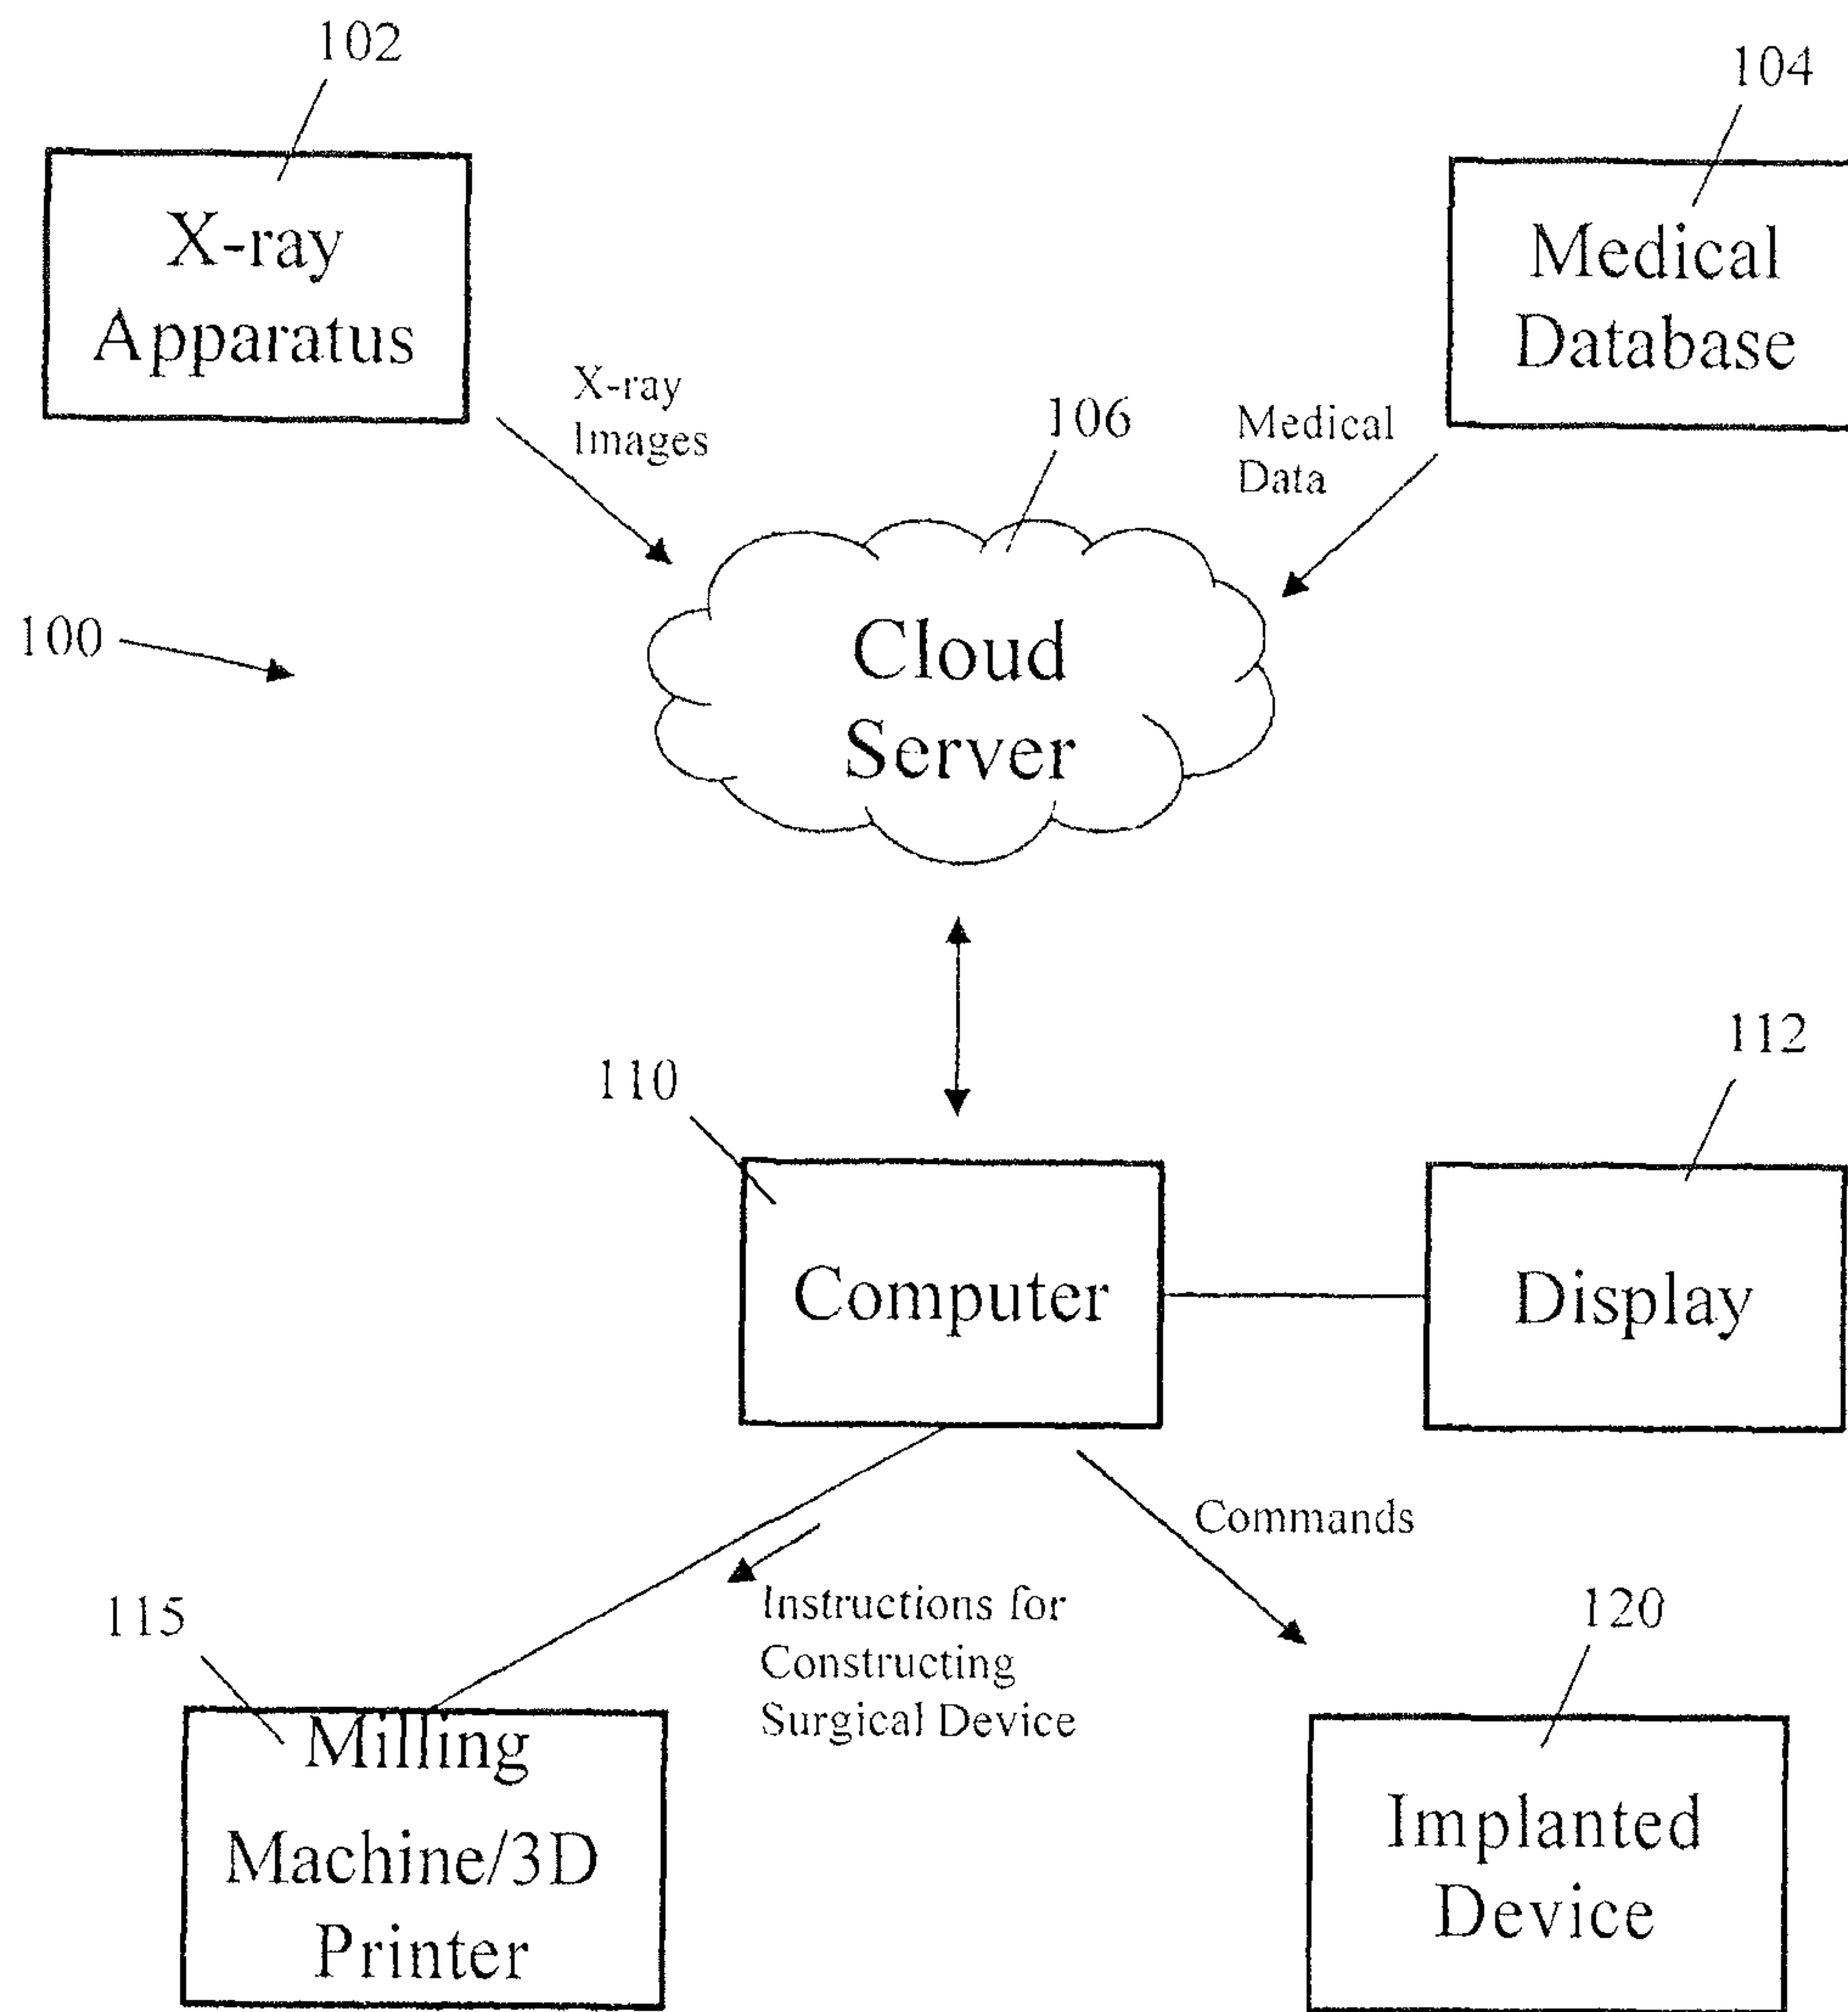 102
104
X-ray
Apparatus
Medical
Database
X-ray
Images
106
Medical
Data
100
Cloud
Server
110
112
Computer
Display
Commands
Instructions for
Constructing
Surgical Device
115
120
Milling
Machine/3D
Printer
Implanted
Device